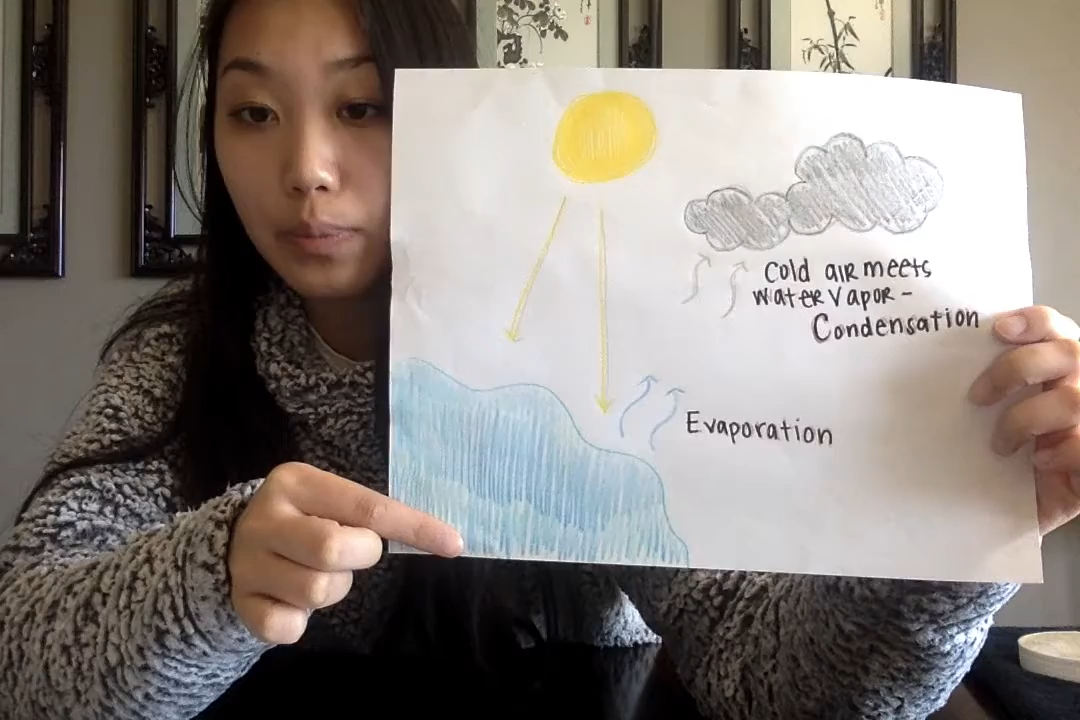 Cold air meets
water vapor -
Condensation
Evaporation